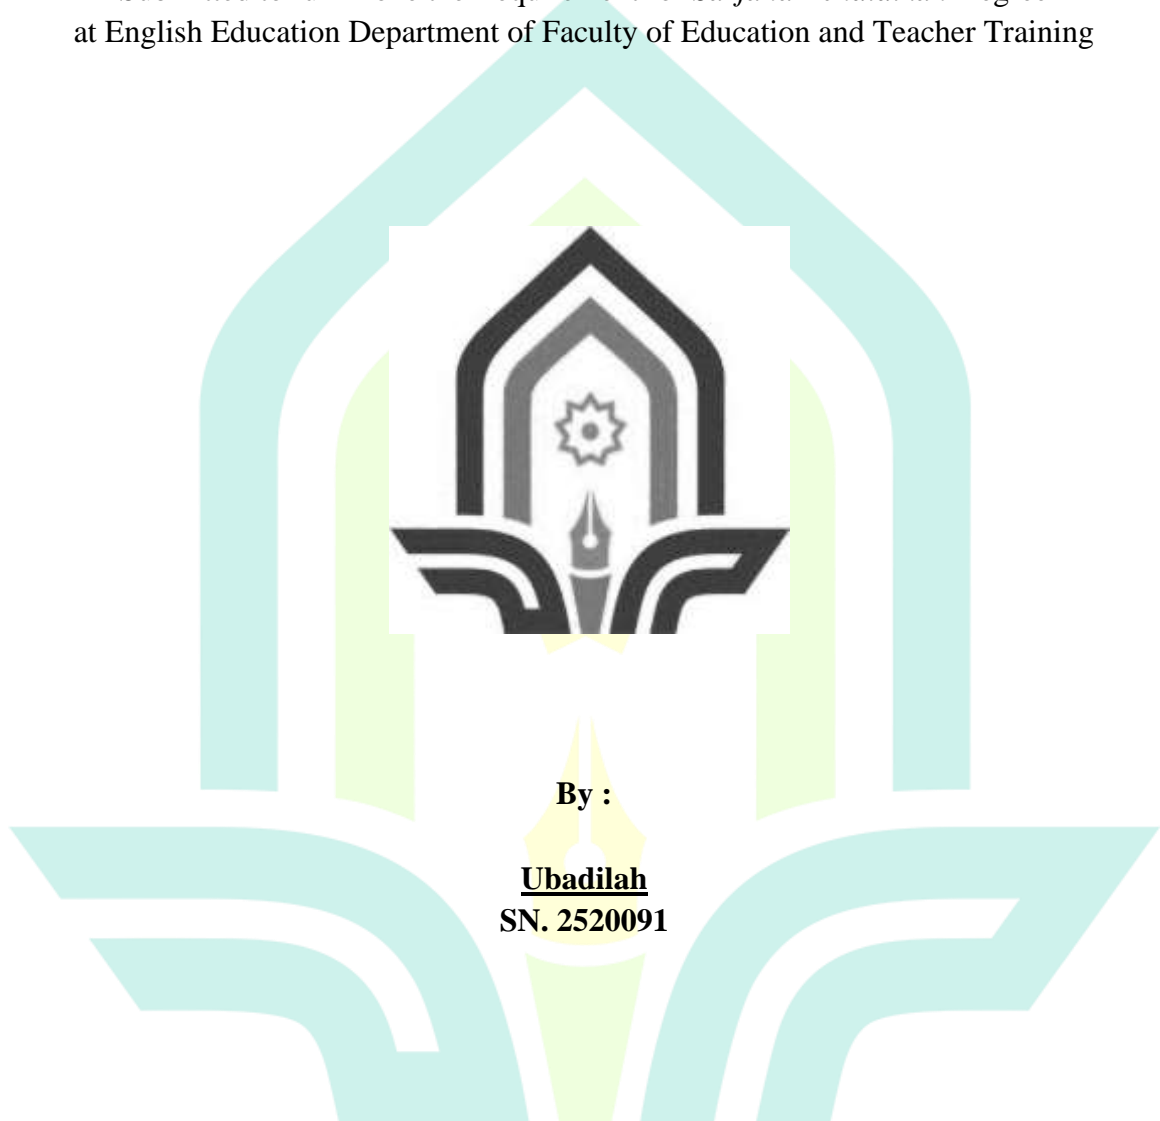 at English Education Department of Faculty of Education and Teacher Training
By :
Ubadilah
SN. 2520091